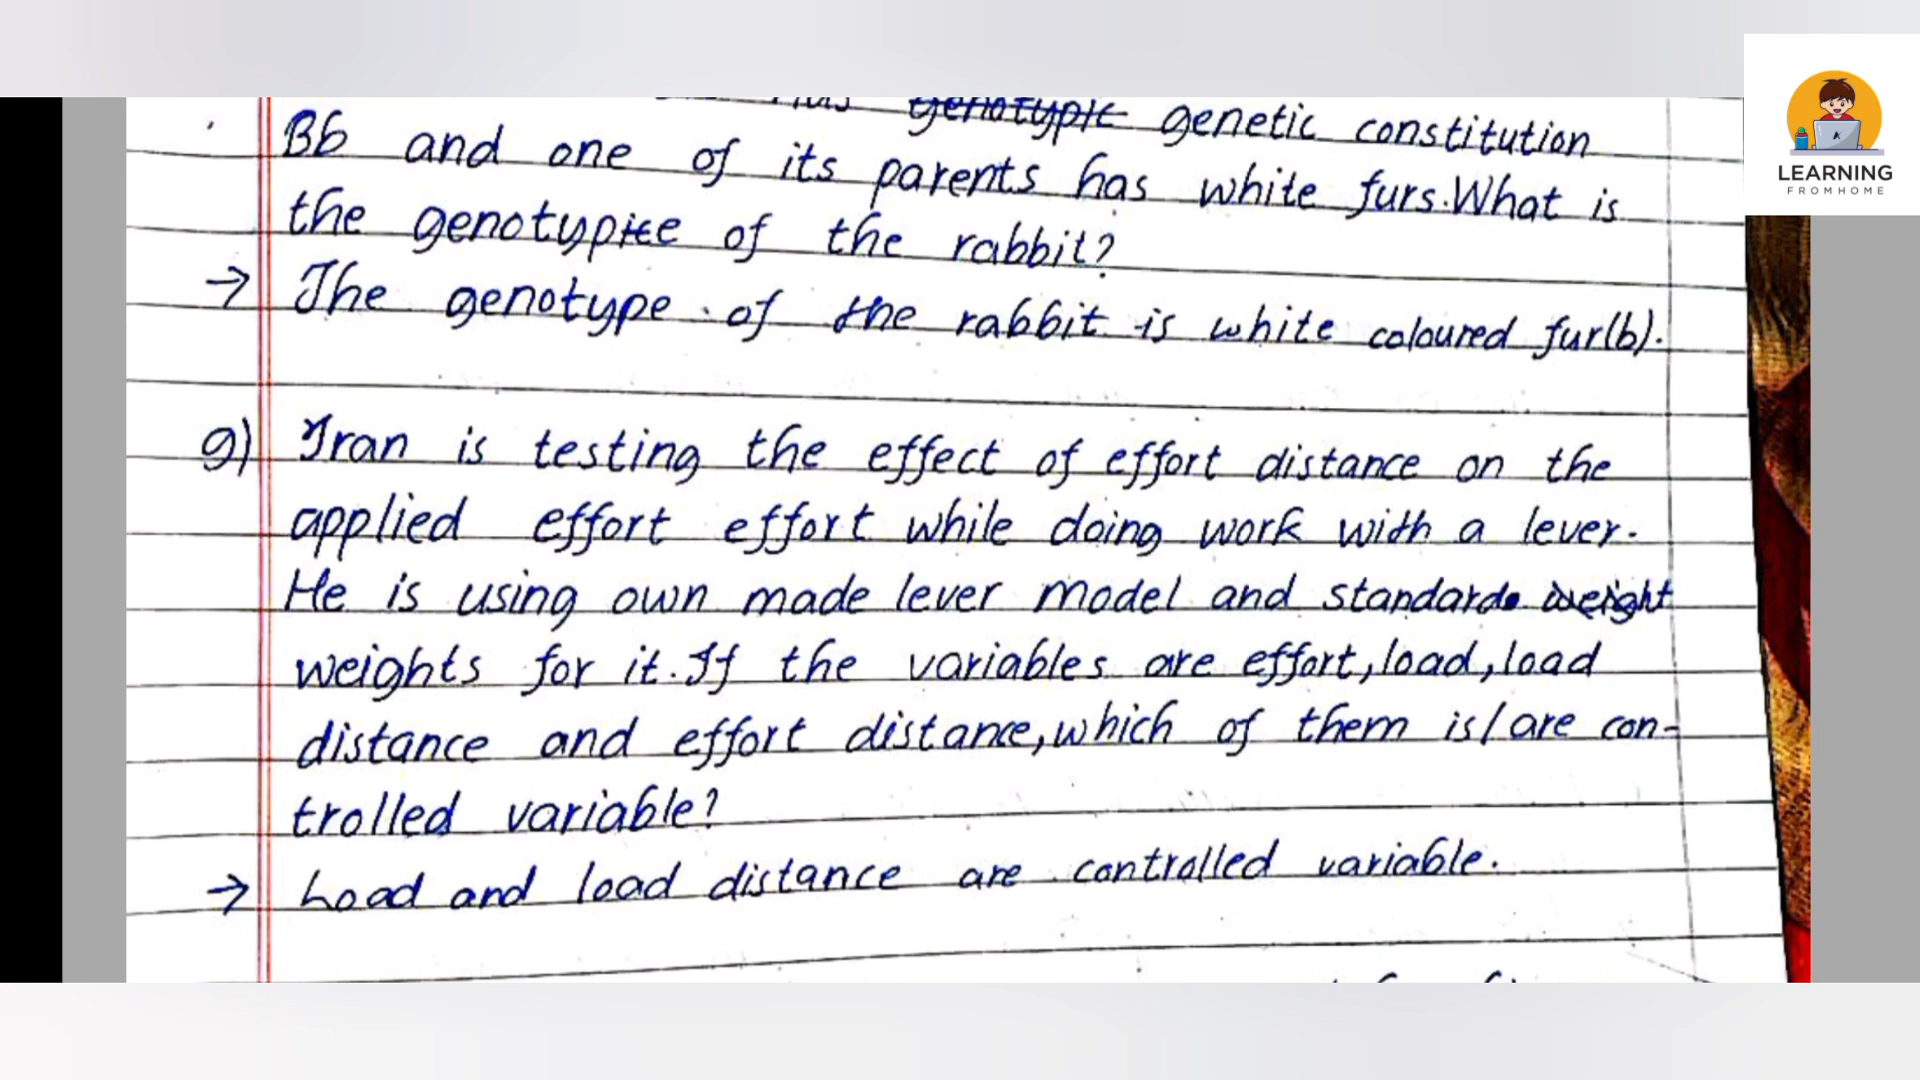 genotypic genetic constitution
Bb and one of its parents has white furs. What is
the genotypice of the rabbit?
→ The genotype of the rabbit is white coloured fur(b).
g) Iran is testing the effect of effort distance on the
applied effort effort while doing work with a lever.
He is using own made lever model and standard weight
weights for it. If the variables are effort, load, load
distance and effort distance, which of them is/are con-
trolled variable?
→ Load and load distance are controlled variable.
LEARNING
FROMHOME